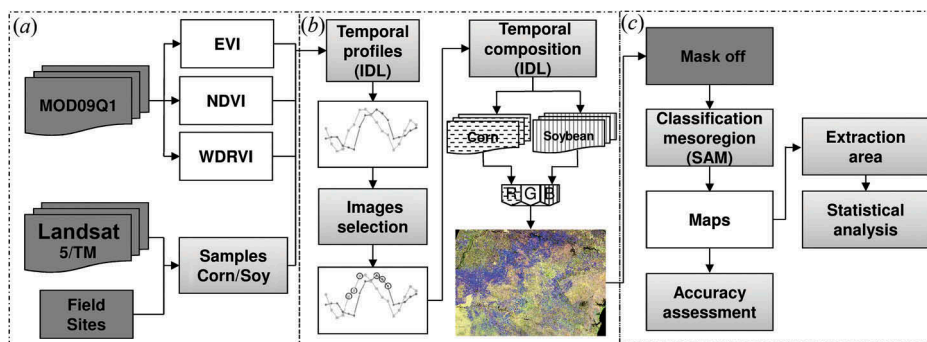 (a)
EVI
MOD09Q1
NDVI
WDRVI
Landsat
5/TM
Samples
Corn/Soy
Field
Sites
(b)
Temporal
profiles
(IDL)
Images
selection
Temporal
composition
(IDL)
Corn
Soybean
R G B
(c)
Mask off
Classification
mesoregion
(SAM)
Maps
Accuracy
assessment
Extraction
area
Statistical
analysis